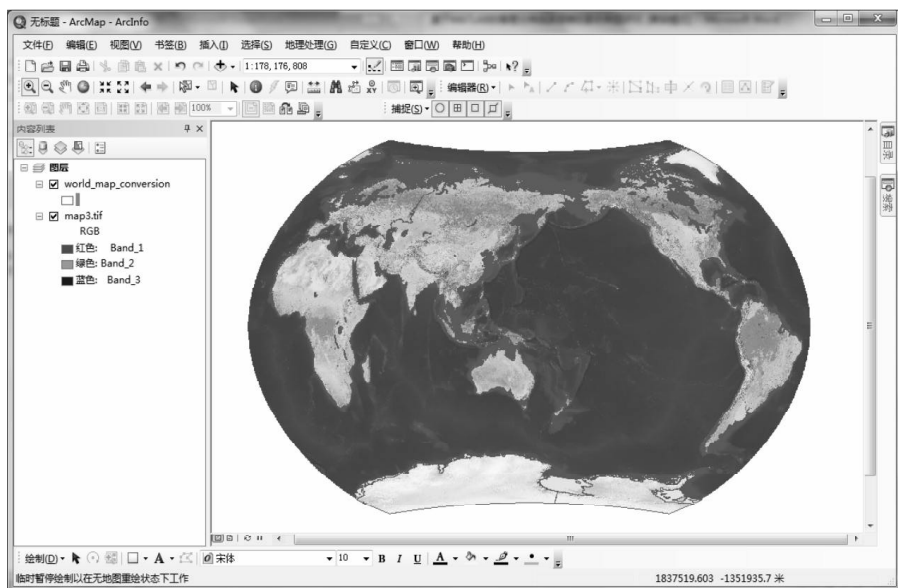 无标题 - ArcMap - ArcInfo
文件(F) 编辑(E) 视图(V) 书签(B) 插入(I) 选择(S) 地理处理(G) 自定义(C) 窗口(W) 帮助(H)
1:178, 176, 808
编辑器(R)
100%
捕捉(S)
内容列表
目录
搜索
图层
world_map_conversion
map3.tif
RGB
红色: Band_1
绿色: Band_2
蓝色: Band_3
绘制(D) A 宋体 10 B I U A
临时暂停绘制以在无地图重绘状态下工作
1837519.603 -1351935.7 米